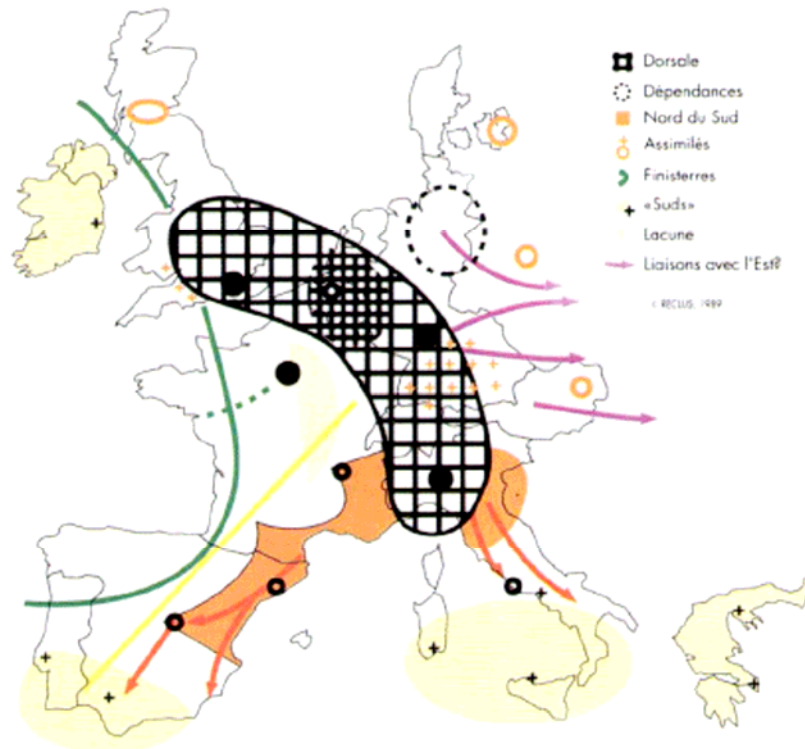 Dorsale
Dépendances
Nord du Sud
Assimilés
Finisterres
«Suds»
Lacune
Liaisons avec l'Est?
© RECLUS, 1989